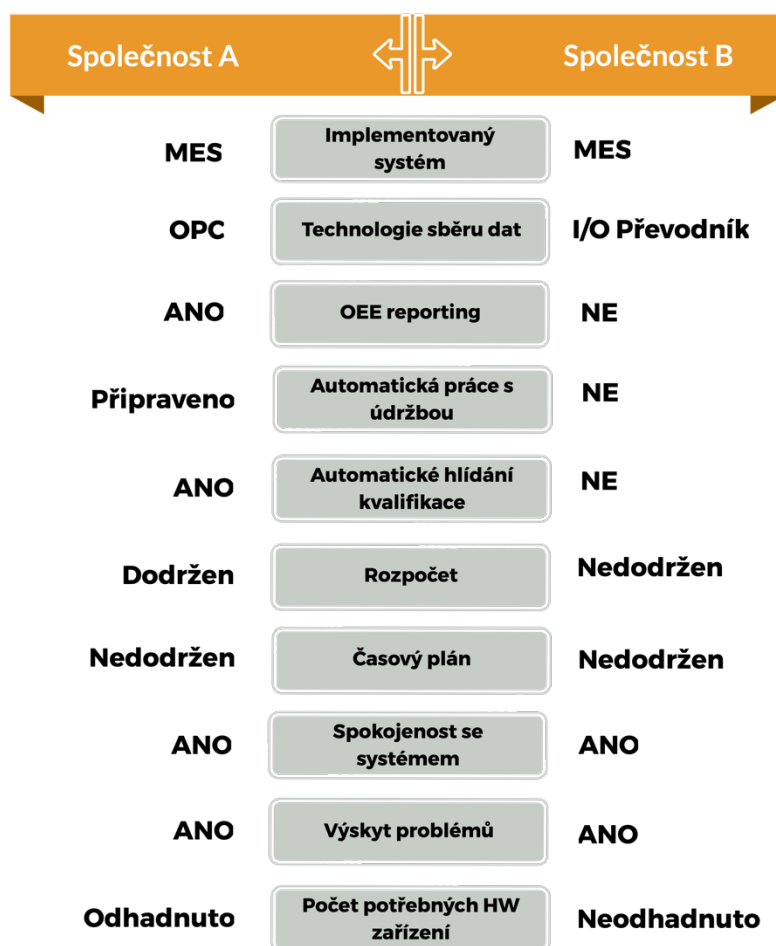 Společnost A
Společnost B
MES
Implementovaný
systém
MES
OPC
Technologie sběru dat
I/O Převodník
ANO
OEE reporting
NE
Připraveno
Automatická práce s
údržbou
NE
ANO
Automatické hlídání
kvalifikace
NE
Dodržen
Rozpočet
Nedodržen
Nedodržen
Časový plán
Nedodržen
ANO
Spokojenost se
systémem
ANO
ANO
Výskyt problémů
ANO
Odhadnuto
Počet potřebných HW
zařízení
Neodhadnuto